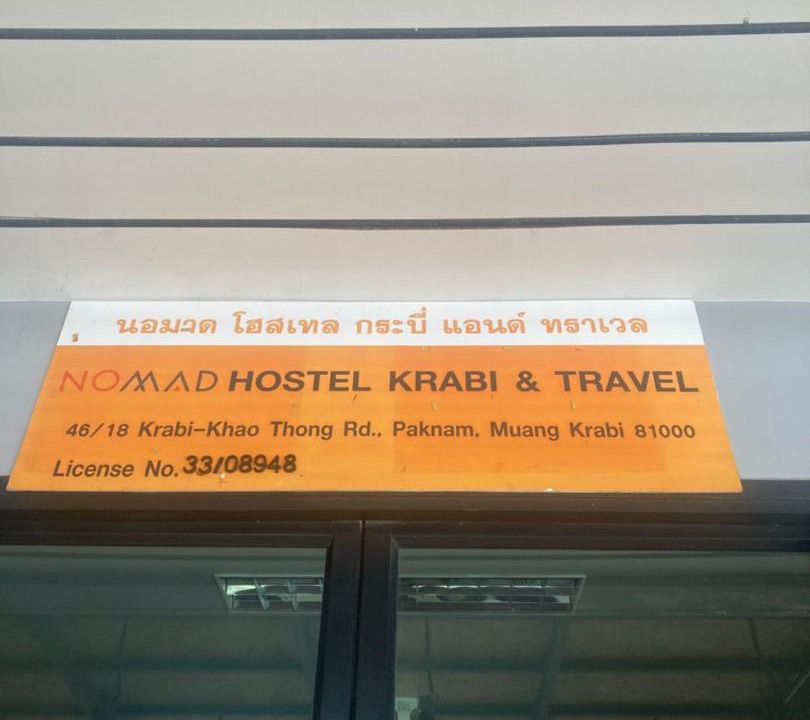 นอมาด โฮสเทล กระบี่ แอนด์ ทราเวล
NOMAD HOSTEL KRABI & TRAVEL
46/18 Krabi-Khao Thong Rd., Paknam, Muang Krabi 81000
License No. 33/08948